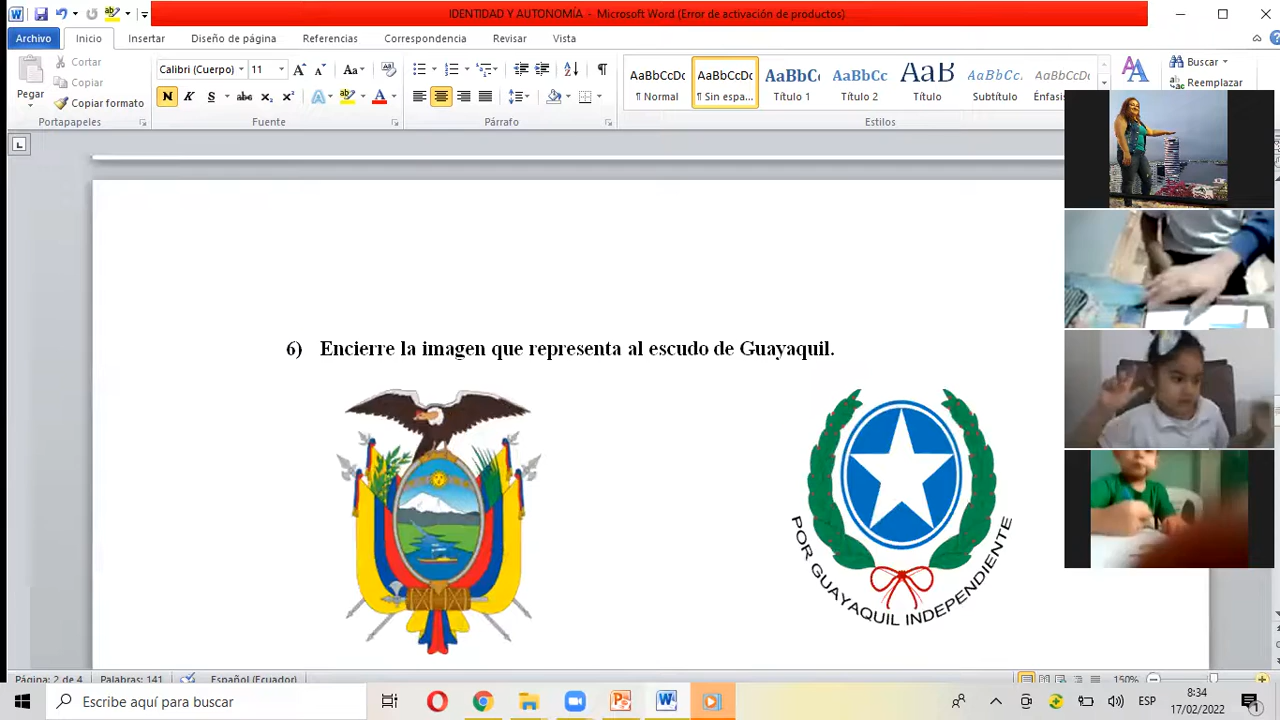 IDENTIDAD Y AUTONOMÍA - Microsoft Word (Error de activación de productos)
Archivo Inicio Insertar Diseño de página Referencias Correspondencia Revisar Vista
Pegar
Cortar
Copiar
Copiar formato
Portapapeles
Calibri (Cuerpo) 11
N K S abc x₂ x²
Fuente
Párrafo
AaBbCcDc AaBbCcDc AaBbCc AaBbCc AaB AaBbCcL AaBbCcDc
¶ Normal ¶ Sin espa... Título 1 Título 2 Título Subtítulo Énfasis
Estilos
Buscar
Reemplazar
6) Encierre la imagen que representa al escudo de Guayaquil.
POR GUAYAQUIL INDEPENDIENTE
Página: 2 de 4 Palabras: 141 Español (Ecuador) 150%
Escribe aquí para buscar
ESP
8:34
17/02/2022